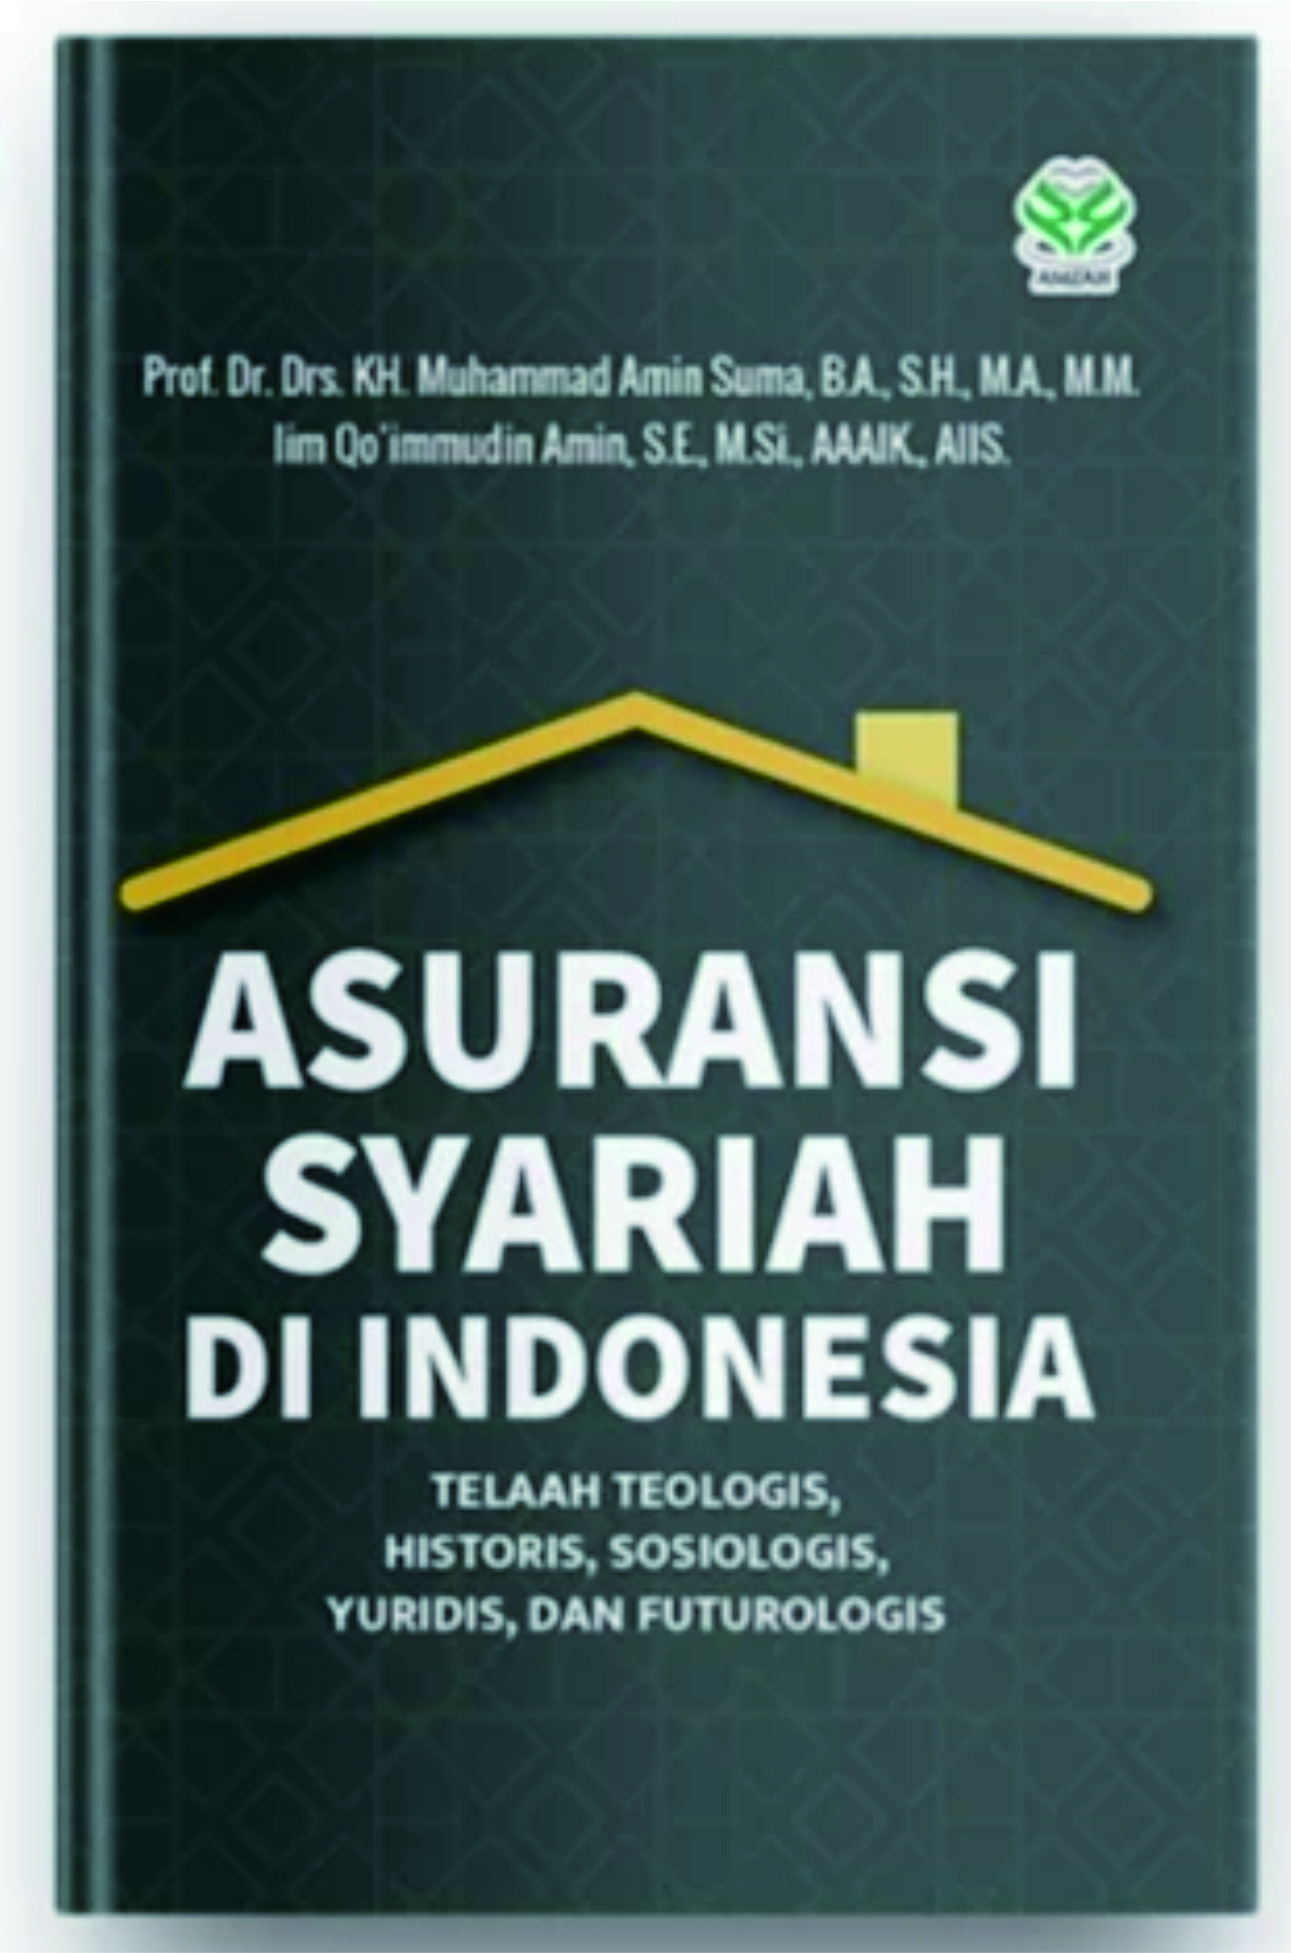 AMZAH
Prof. Dr. Drs. KH. Muhammad Amin Suma, B.A., S.H., M.A., M.M.
Iim Qo'immudin Amin, S.E., M.Si., AAAIK., AIIS.
ASURANSI
SYARIAH
DI INDONESIA
TELAAH TEOLOGIS,
HISTORIS, SOSIOLOGIS,
YURIDIS, DAN FUTUROLOGIS